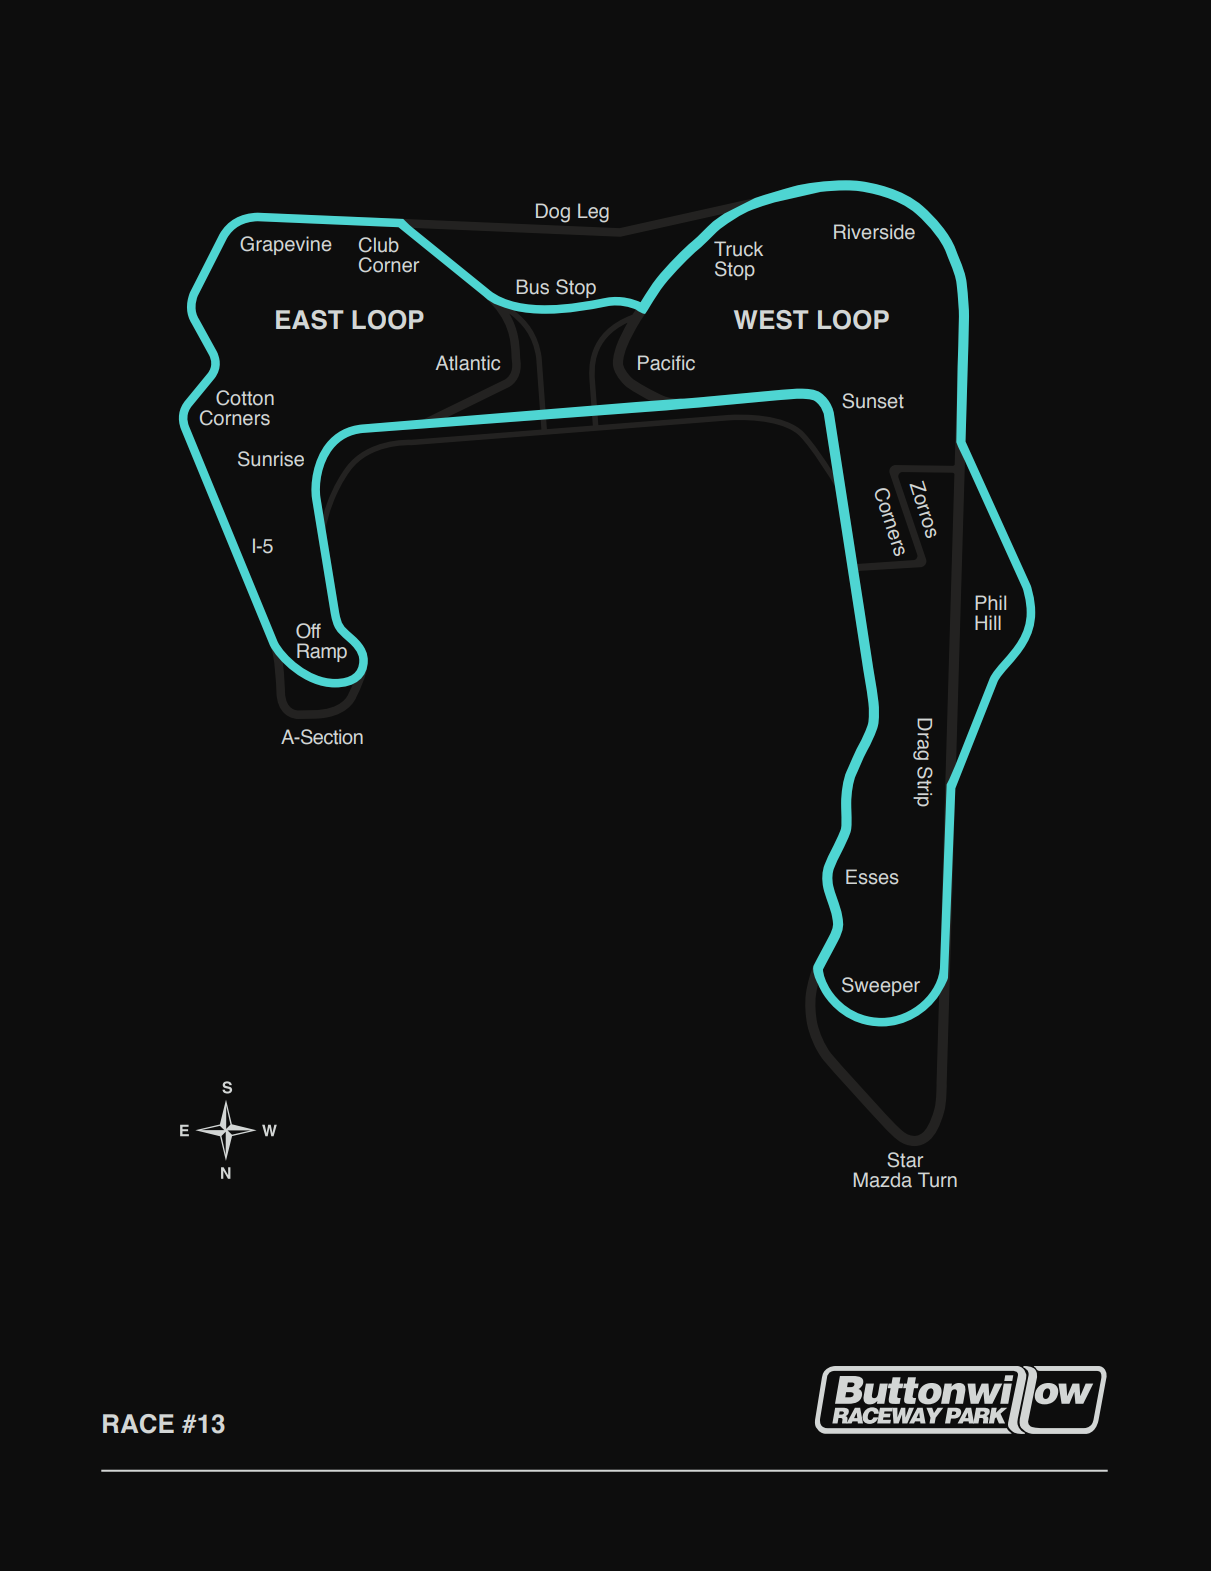 Dog Leg
Riverside
Grapevine
Club
Corner
Truck
Stop
Bus Stop
EAST LOOP
WEST LOOP
Atlantic
Pacific
Cotton
Corners
Sunset
Sunrise
Zorros
Corners
I-5
Phil
Hill
Off
Ramp
A-Section
Drag Strip
Esses
Sweeper
S
E
W
N
Star
Mazda Turn
Buttonwillow
RACEWAY PARK
RACE #13